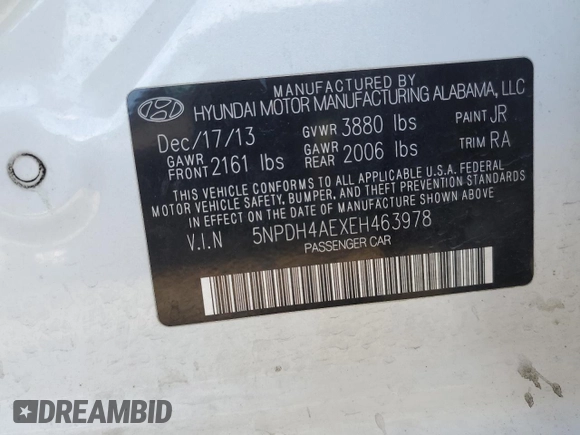 MANUFACTURED BY
HYUNDAI MOTOR MANUFACTURING ALABAMA, LLC
Dec/17/13 GVWR 3880 lbs PAINT JR
GAWR FRONT 2161 lbs GAWR REAR 2006 lbs TRIM RA
THIS VEHICLE CONFORMS TO ALL APPLICABLE U.S.A. FEDERAL
MOTOR VEHICLE SAFETY, BUMPER, AND THEFT PREVENTION STANDARDS
IN EFFECT ON THE DATE OF MANUFACTURE SHOWN ABOVE.
V.I.N 5NPDH4AEXEH463978
PASSENGER CAR
DREAMBID